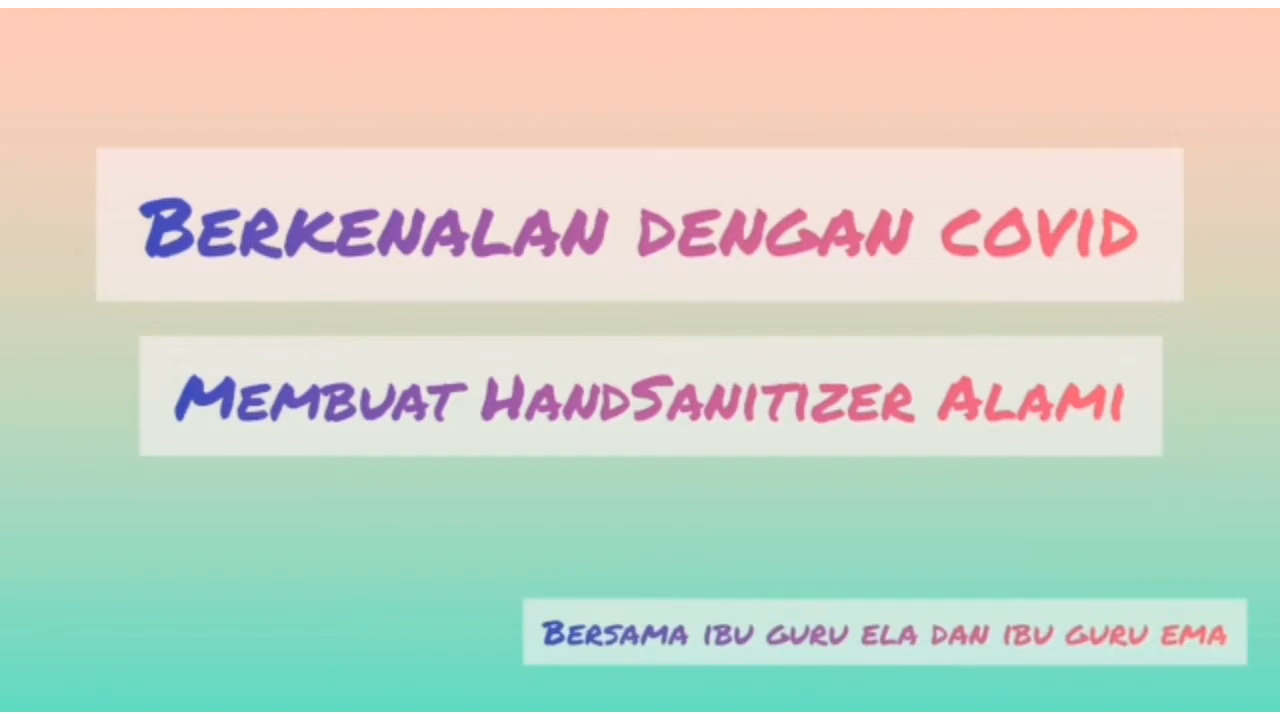 Berkenalan dengan covid
Membuat HandSanitizer Alami
Bersama ibu guru ela dan ibu guru ema